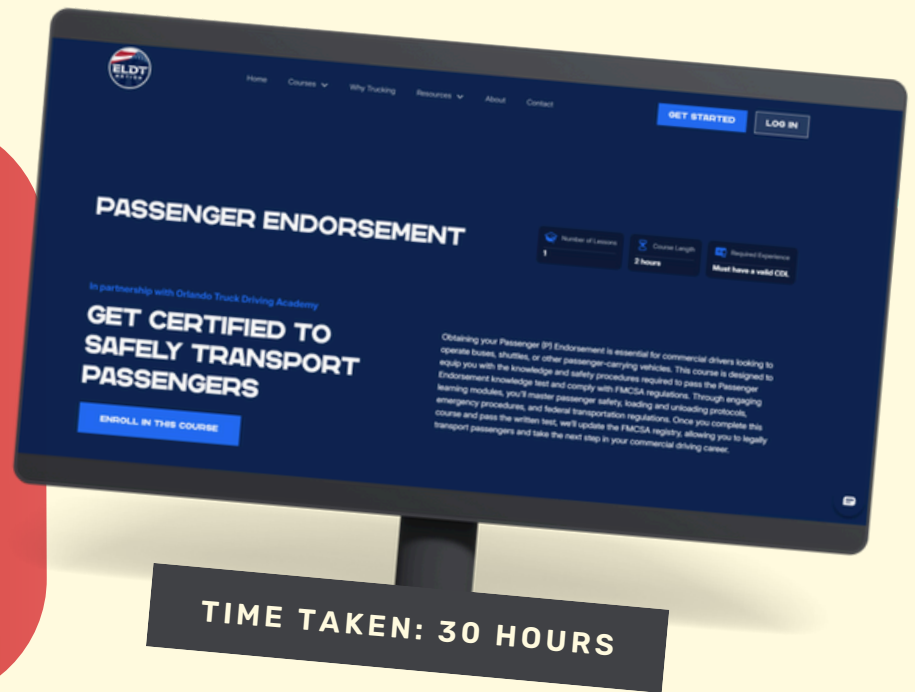 ELDT
NATION
Home
Courses
Why Trucking
Resources
About
Contact
GET STARTED
LOG IN
PASSENGER ENDORSEMENT
Number of Lessons
1
Course Length
2 hours
Required Experience
Must have a valid CDL
In partnership with Orlando Truck Driving Academy
GET CERTIFIED TO
SAFELY TRANSPORT
PASSENGERS
ENROLL IN THIS COURSE
Obtaining your Passenger (P) Endorsement is essential for commercial drivers looking to
operate buses, shuttles, or other passenger-carrying vehicles. This course is designed to
equip you with the knowledge and safety procedures required to pass the Passenger
Endorsement knowledge test and comply with FMCSA regulations. Through engaging
learning modules, you'll master passenger safety, loading and unloading protocols,
emergency procedures, and federal transportation regulations. Once you complete this
course and pass the written test, we'll update the FMCSA registry, allowing you to legally
transport passengers and take the next step in your commercial driving career.
TIME TAKEN: 30 HOURS